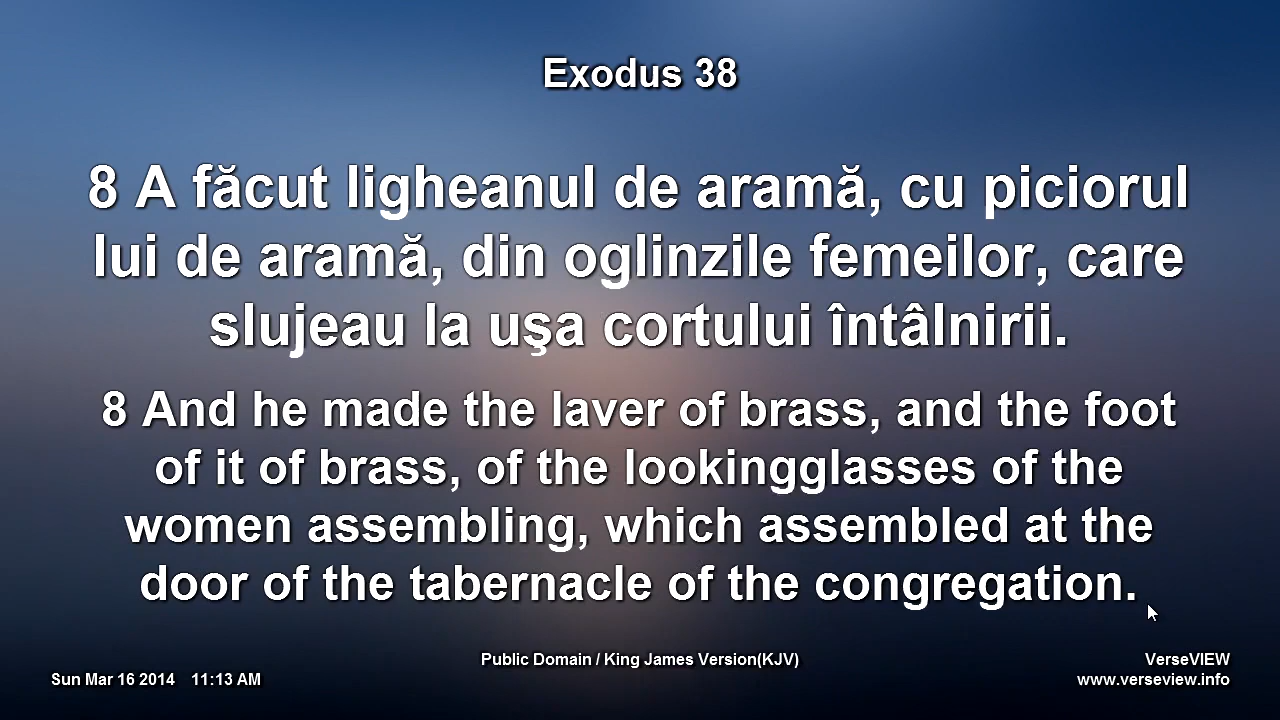 Exodus 38
8 A făcut ligheanul de aramă, cu piciorul
lui de aramă, din oglinzile femeilor, care
slujeau la uşa cortului întâlnirii.
8 And he made the laver of brass, and the foot
of it of brass, of the lookingglasses of the
women assembling, which assembled at the
door of the tabernacle of the congregation.
Public Domain / King James Version(KJV)
VerseVIEW
Sun Mar 16 2014 11:13 AM
www.verseview.info